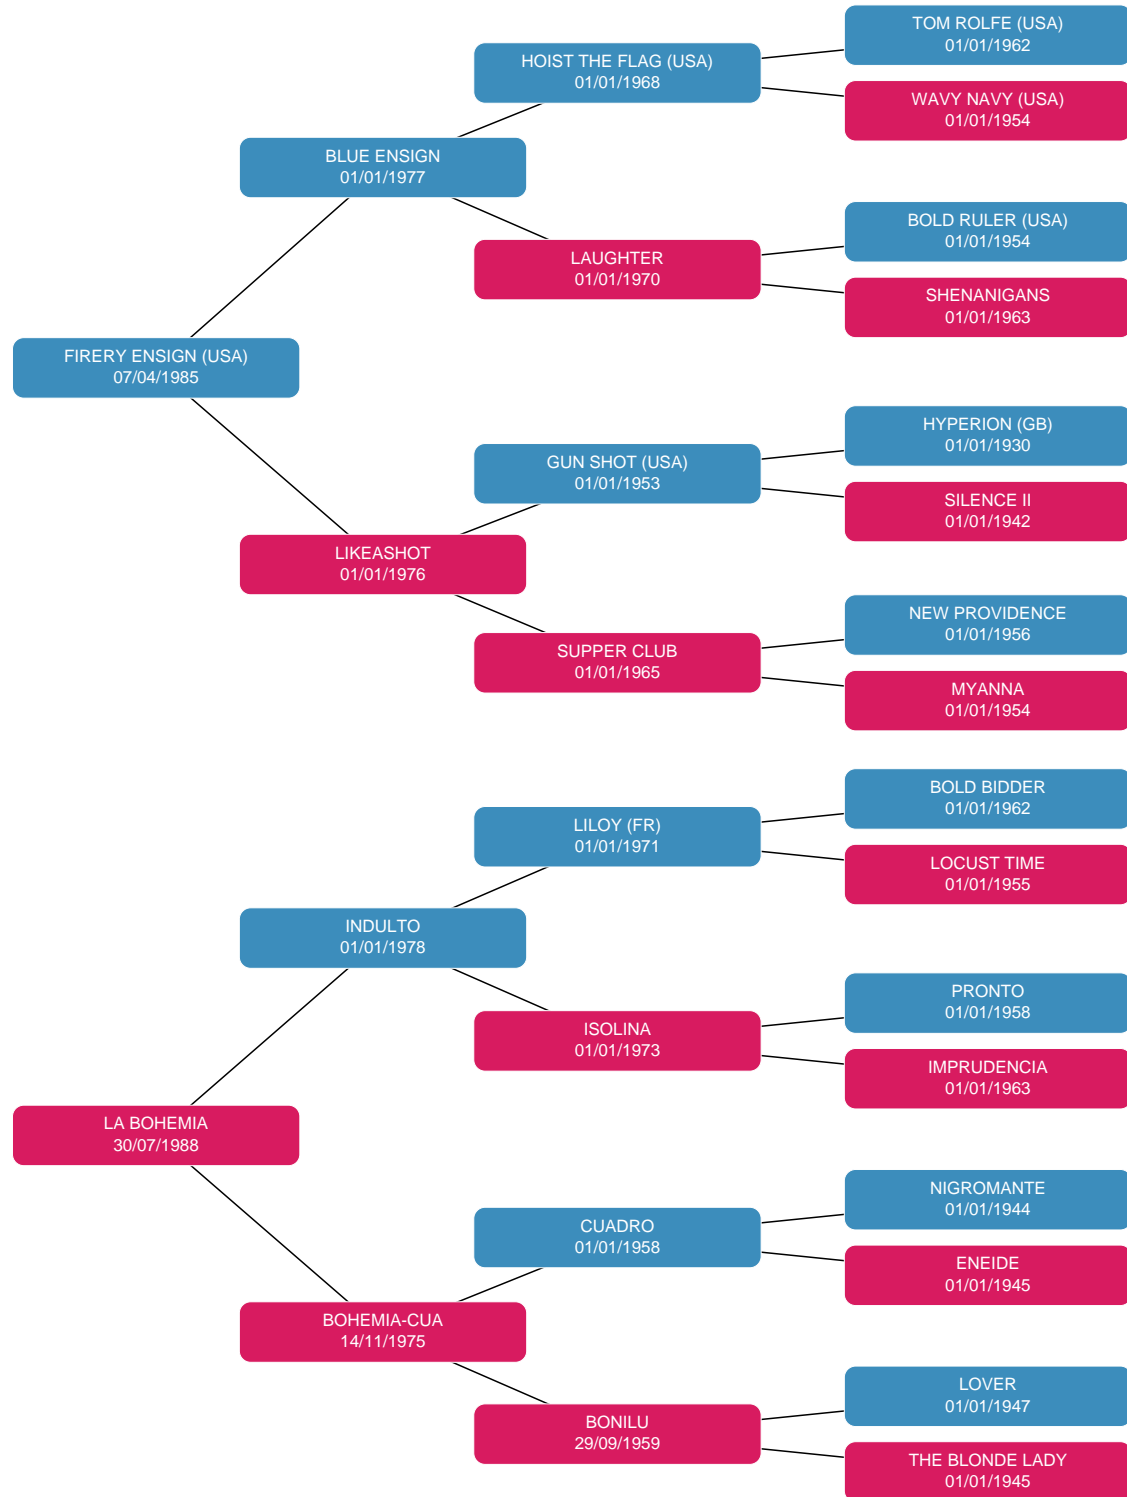 TOM ROLFE (USA)
01/01/1962
HOIST THE FLAG (USA)
01/01/1968
WAVY NAVY (USA)
01/01/1954
BLUE ENSIGN
01/01/1977
BOLD RULER (USA)
01/01/1954
LAUGHTER
01/01/1970
SHENANIGANS
01/01/1963
FIRERY ENSIGN (USA)
07/04/1985
HYPERION (GB)
01/01/1930
GUN SHOT (USA)
01/01/1953
SILENCE II
01/01/1942
LIKEASHOT
01/01/1976
NEW PROVIDENCE
01/01/1956
SUPPER CLUB
01/01/1965
MYANNA
01/01/1954
BOLD BIDDER
01/01/1962
LILOY (FR)
01/01/1971
LOCUST TIME
01/01/1955
INDULTO
01/01/1978
PRONTO
01/01/1958
ISOLINA
01/01/1973
IMPRUDENCIA
01/01/1963
LA BOHEMIA
30/07/1988
NIGROMANTE
01/01/1944
CUADRO
01/01/1958
ENEIDE
01/01/1945
BOHEMIA-CUA
14/11/1975
LOVER
01/01/1947
BONILU
29/09/1959
THE BLONDE LADY
01/01/1945